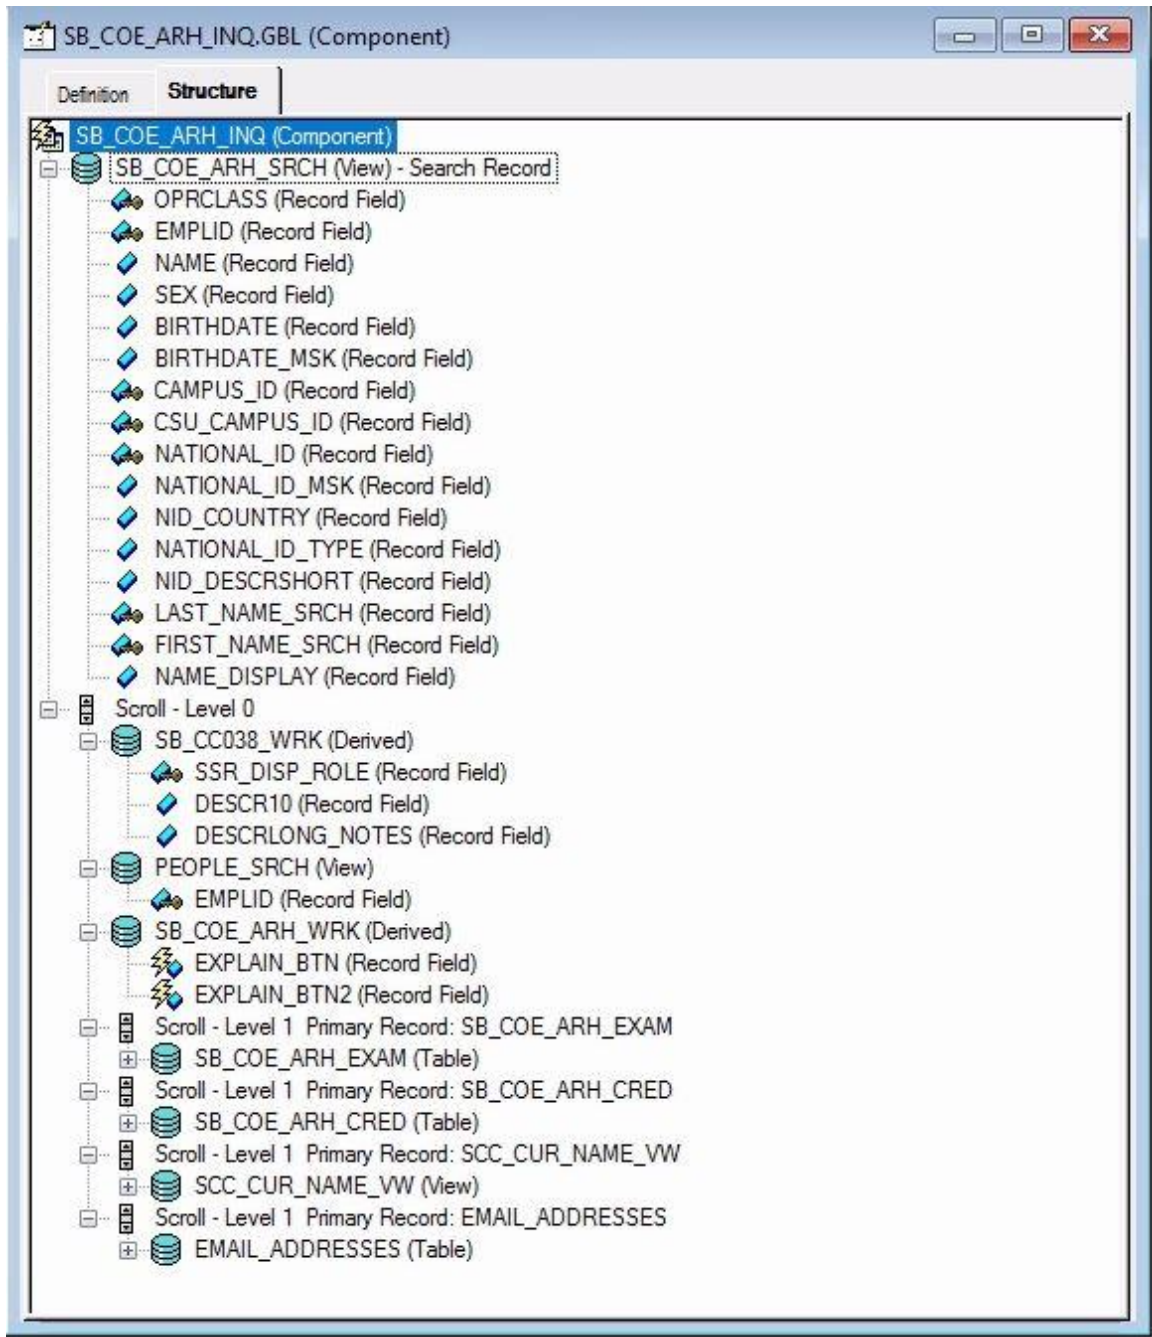 SB_COE_ARH_INQ.GBL (Component)
Definition Structure
SB_COE_ARH_INQ (Component)
SB_COE_ARH_SRCH (View) - Search Record
OPRCLASS (Record Field)
EMPLID (Record Field)
NAME (Record Field)
SEX (Record Field)
BIRTHDATE (Record Field)
BIRTHDATE_MSK (Record Field)
CAMPUS_ID (Record Field)
CSU_CAMPUS_ID (Record Field)
NATIONAL_ID (Record Field)
NATIONAL_ID_MSK (Record Field)
NID_COUNTRY (Record Field)
NATIONAL_ID_TYPE (Record Field)
NID_DESCRSHORT (Record Field)
LAST_NAME_SRCH (Record Field)
FIRST_NAME_SRCH (Record Field)
NAME_DISPLAY (Record Field)
Scroll - Level 0
SB_CC038_WRK (Derived)
SSR_DISP_ROLE (Record Field)
DESCR10 (Record Field)
DESCRLONG_NOTES (Record Field)
PEOPLE_SRCH (View)
EMPLID (Record Field)
SB_COE_ARH_WRK (Derived)
EXPLAIN_BTN (Record Field)
EXPLAIN_BTN2 (Record Field)
Scroll - Level 1 Primary Record: SB_COE_ARH_EXAM
SB_COE_ARH_EXAM (Table)
Scroll - Level 1 Primary Record: SB_COE_ARH_CRED
SB_COE_ARH_CRED (Table)
Scroll - Level 1 Primary Record: SCC_CUR_NAME_VW
SCC_CUR_NAME_VW (View)
Scroll - Level 1 Primary Record: EMAIL_ADDRESSES
EMAIL_ADDRESSES (Table)